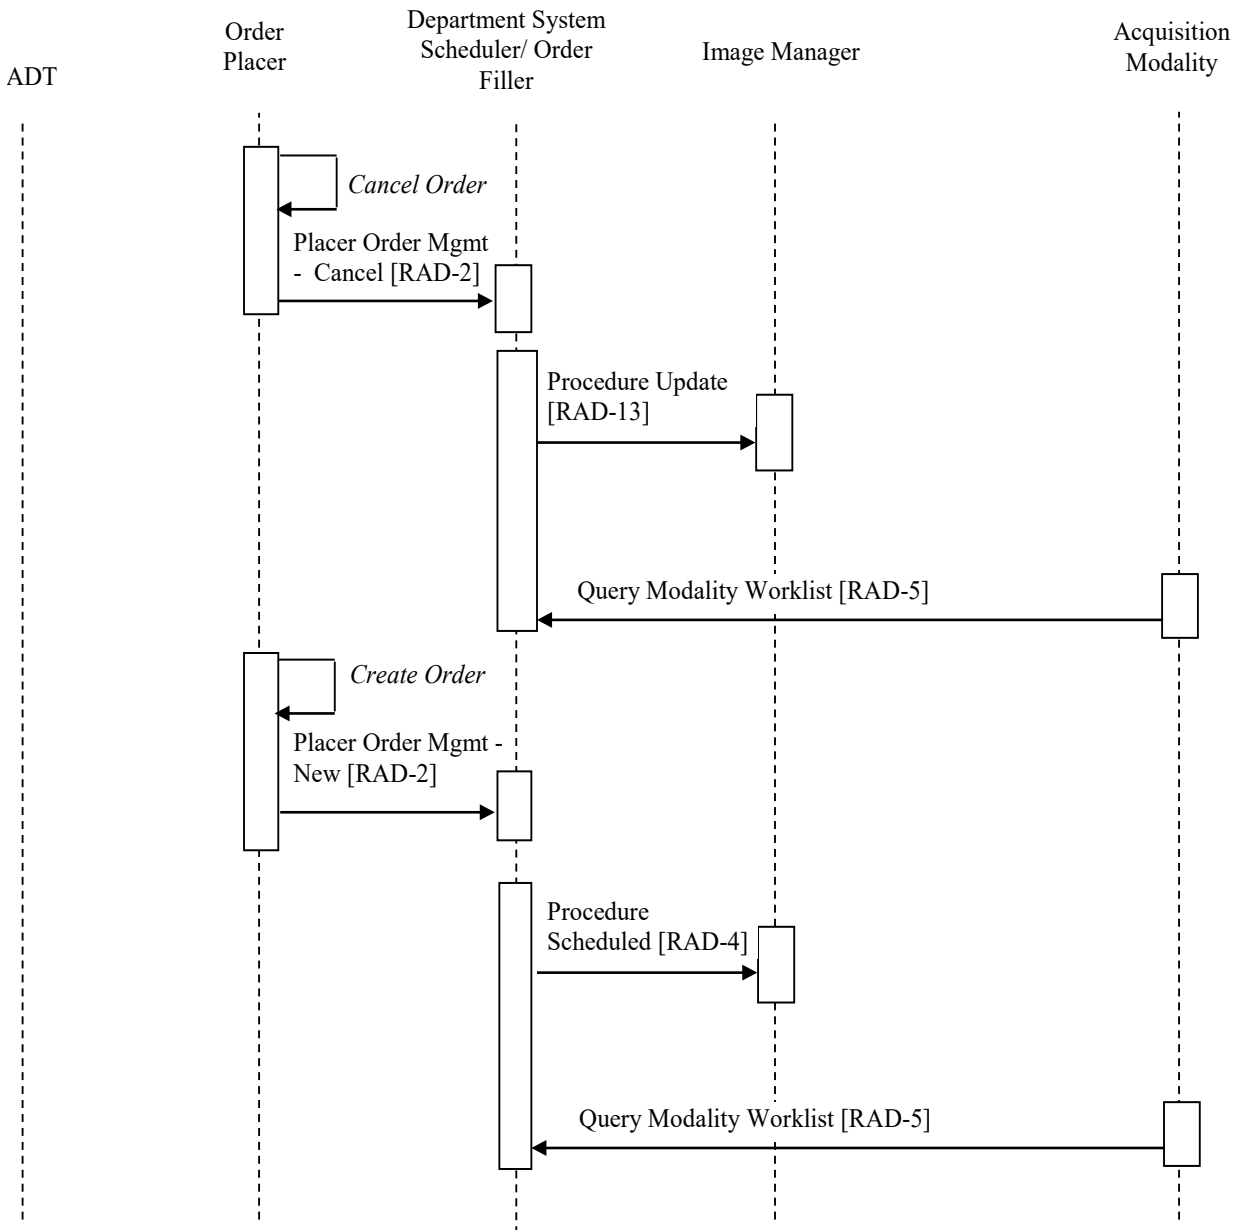 ADT
Order
Placer
Department System
Scheduler/ Order
Filler
Image Manager
Acquisition
Modality
Cancel Order
Placer Order Mgmt
- Cancel [RAD-2]
Procedure Update
[RAD-13]
Query Modality Worklist [RAD-5]
Create Order
Placer Order Mgmt -
New [RAD-2]
Procedure
Scheduled [RAD-4]
Query Modality Worklist [RAD-5]